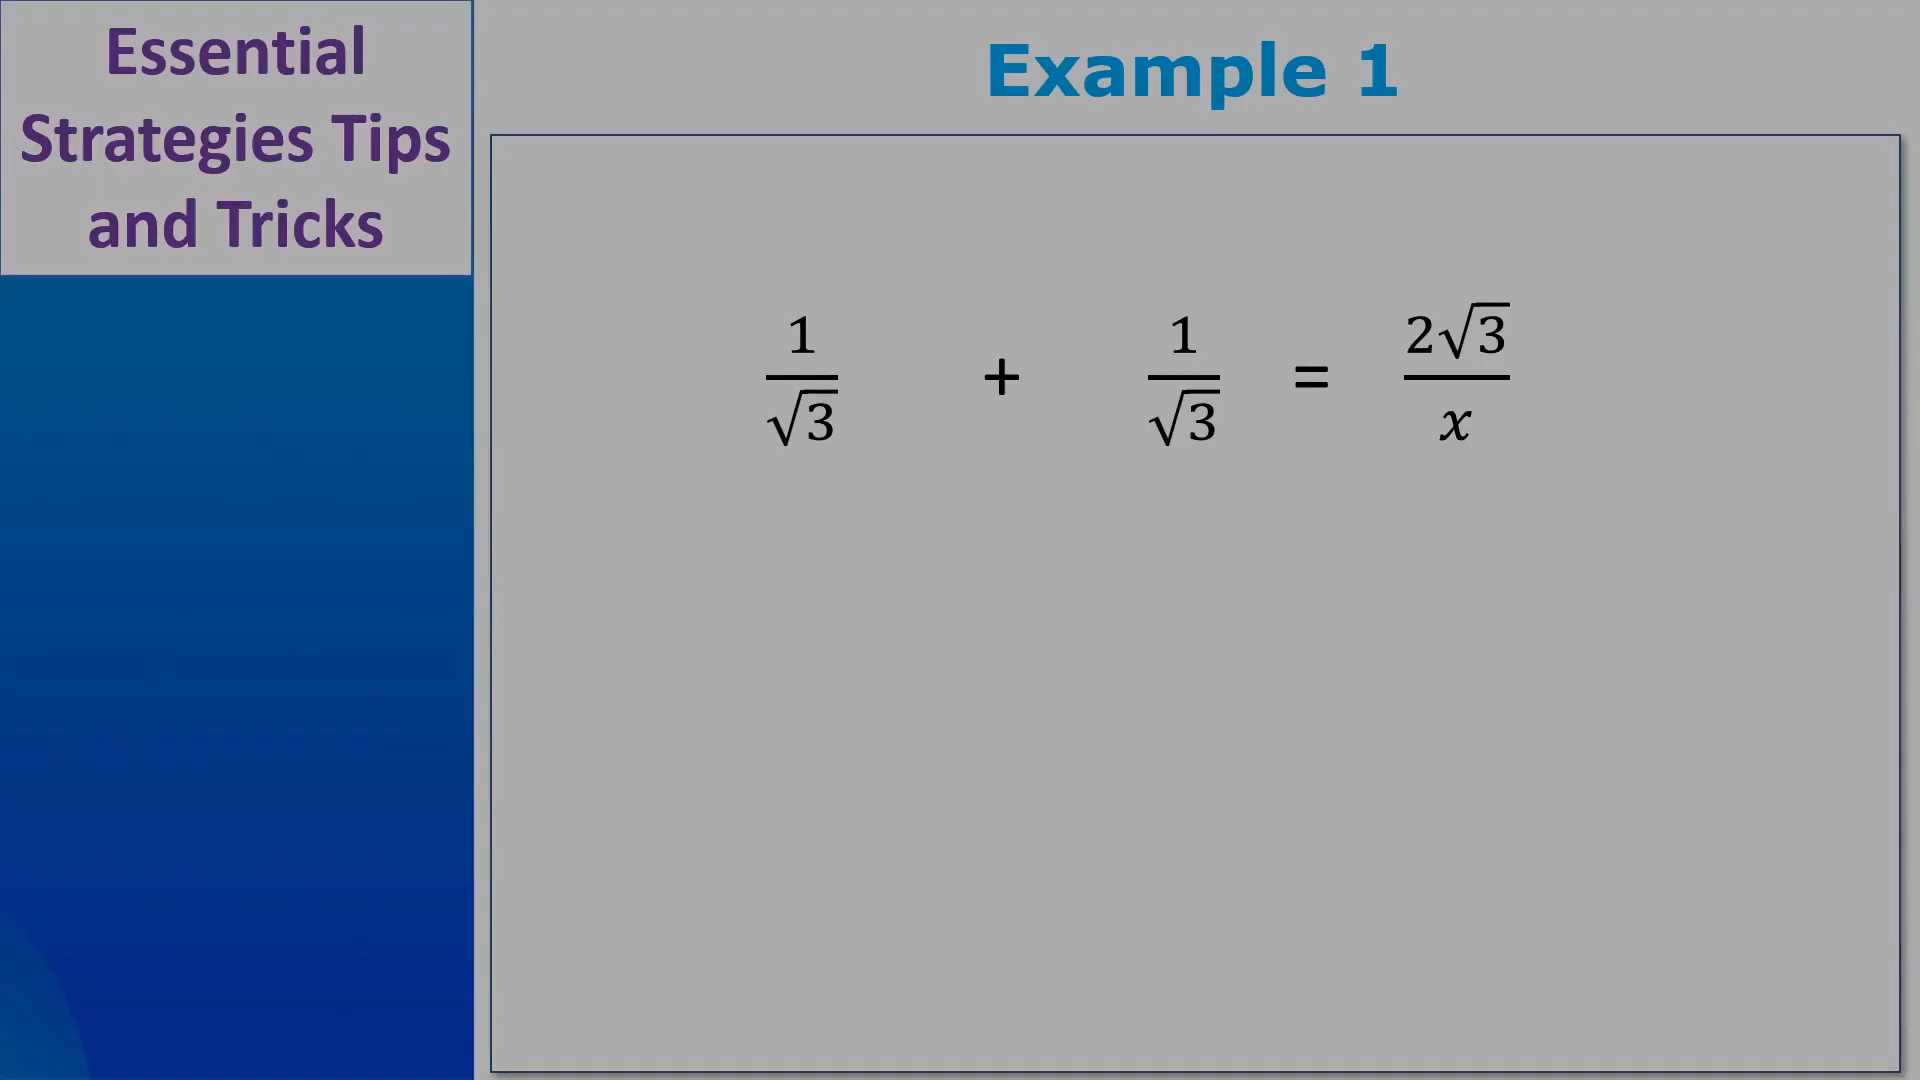 Essential
Strategies Tips
and Tricks
Example 1
1/√3 + 1/√3 = 2√3/x